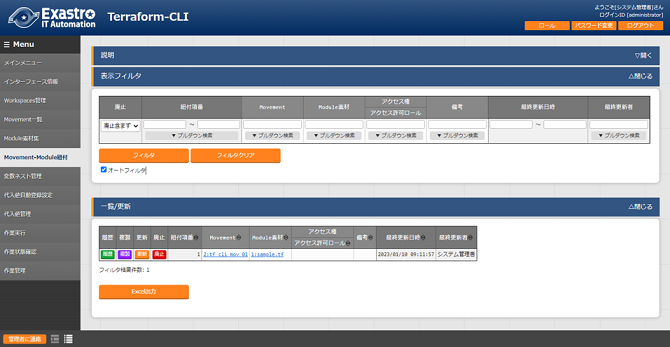 Exastro
IT Automation
Terraform-CLI
ようこそ[システム管理者]さん
ログインID [administrator]
ロール
パスワード変更
ログアウト
Menu
メインメニュー
インターフェース情報
Workspaces管理
Movement一覧
Module素材集
Movement-Module紐付
変数ネスト管理
代入値自動登録設定
代入値管理
作業実行
作業状態確認
作業管理
説明
▽開く
表示フィルタ
△閉じる
廃止 紐付項番 Movement Module素材 アクセス権 備考 最終更新日時 最終更新者
アクセス許可ロール
廃止含まず ～ ～
▼ プルダウン検索 ▼ プルダウン検索 ▼ プルダウン検索 ▼ プルダウン検索 ▼ プルダウン検索 ▼ プルダウン検索
フィルタ フィルタクリア
オートフィルタ
一覧/更新
△閉じる
履歴 複製 更新 廃止 紐付項番 Movement Module素材 アクセス権 備考 最終更新日時 最終更新者
アクセス許可ロール
履歴 複製 更新 廃止 1 2:tf_cli_mov_01 1:sample.tf 2023/01/10 09:11:57 システム管理者
フィルタ結果件数: 1
Excel出力
管理者に連絡